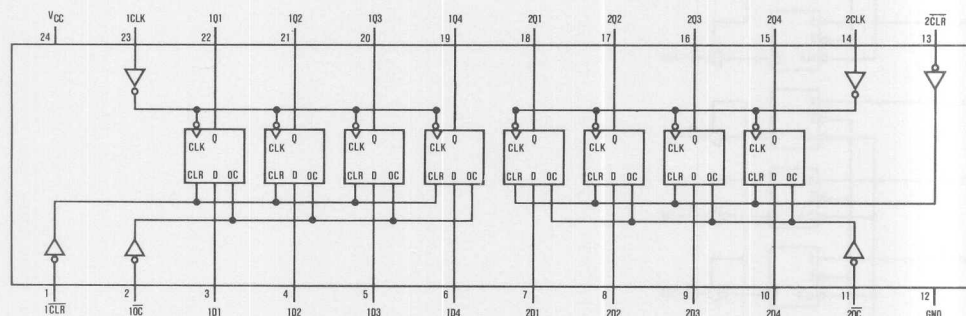 VCC 1CLK 1Q1 1Q2 1Q3 1Q4 2Q1 2Q2 2Q3 2Q4 2CLK 2CLR
24 23 22 21 20 19 18 17 16 15 14 13
Q Q Q Q Q Q Q Q
CLK CLK CLK CLK CLK CLK CLK CLK
CLR D OC CLR D OC CLR D OC CLR D OC CLR D OC CLR D OC CLR D OC CLR D OC
1 2 3 4 5 6 7 8 9 10 11 12
1CLR 1OC 1D1 1D2 1D3 1D4 2D1 2D2 2D3 2D4 2OC GND